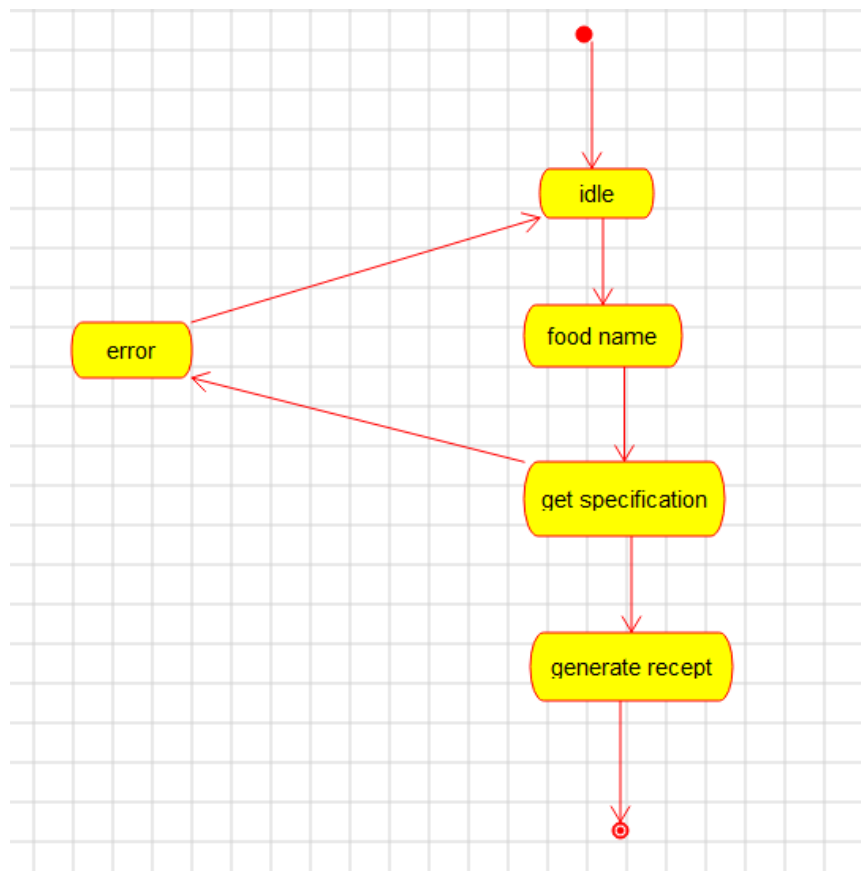 idle
food name
error
get specification
generate recept